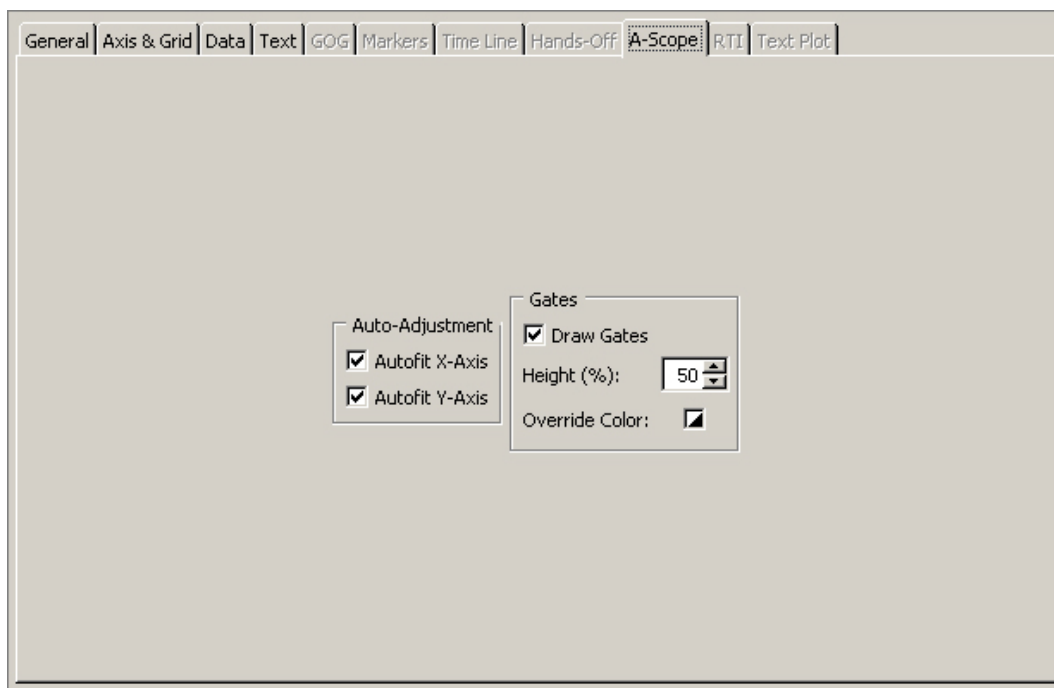 General Axis & Grid Data Text GOG Markers Time Line Hands-Off A-Scope RTI Text Plot
Auto-Adjustment
Autofit X-Axis
Autofit Y-Axis
Gates
Draw Gates
Height (%): 50
Override Color: